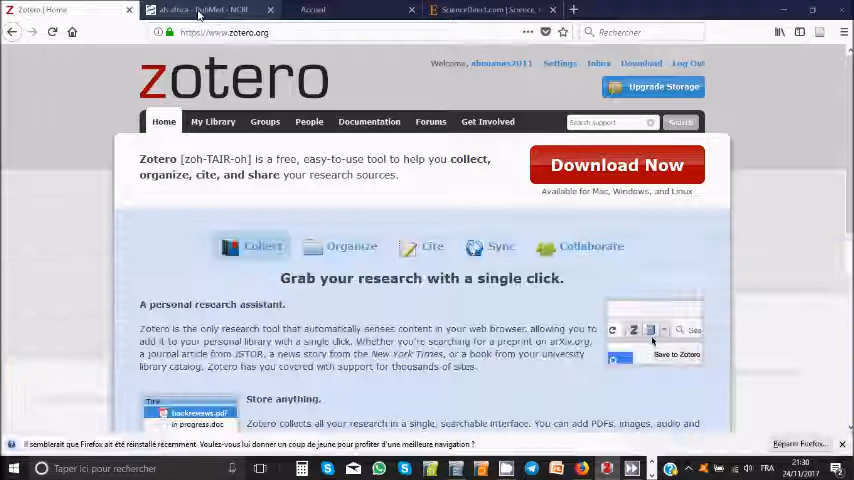 Zotero | Home
als africa - PubMed - NCBI
Accueil
ScienceDirect.com | Science, h
https://www.zotero.org
Rechercher
zotero
Welcome, abmanas2011 Settings Inbox Download Log Out
Upgrade Storage
Home My Library Groups People Documentation Forums Get Involved
Search support
Search
Zotero [zoh-TAIR-oh] is a free, easy-to-use tool to help you collect,
organize, cite, and share your research sources.
Download Now
Available for Mac, Windows, and Linux
Collect Organize Cite Sync Collaborate
Grab your research with a single click.
A personal research assistant.
Zotero is the only research tool that automatically senses content in your web browser, allowing you to
add it to your personal library with a single click. Whether you're searching for a preprint on arXiv.org,
a journal article from JSTOR, a news story from the New York Times, or a book from your university
library catalog, Zotero has you covered with support for thousands of sites.
Sea
Save to Zotero
Title
bookreviews.pdf
in progress.doc
Store anything.
Zotero collects all your research in a single, searchable interface. You can add PDFs, images, audio and
Il semblerait que Firefox ait été réinstallé récemment. Voulez-vous lui donner un coup de jeune pour profiter d'une meilleure navigation ?
Réparer Firefox...
Taper ici pour rechercher
FRA
21:30
24/11/2017